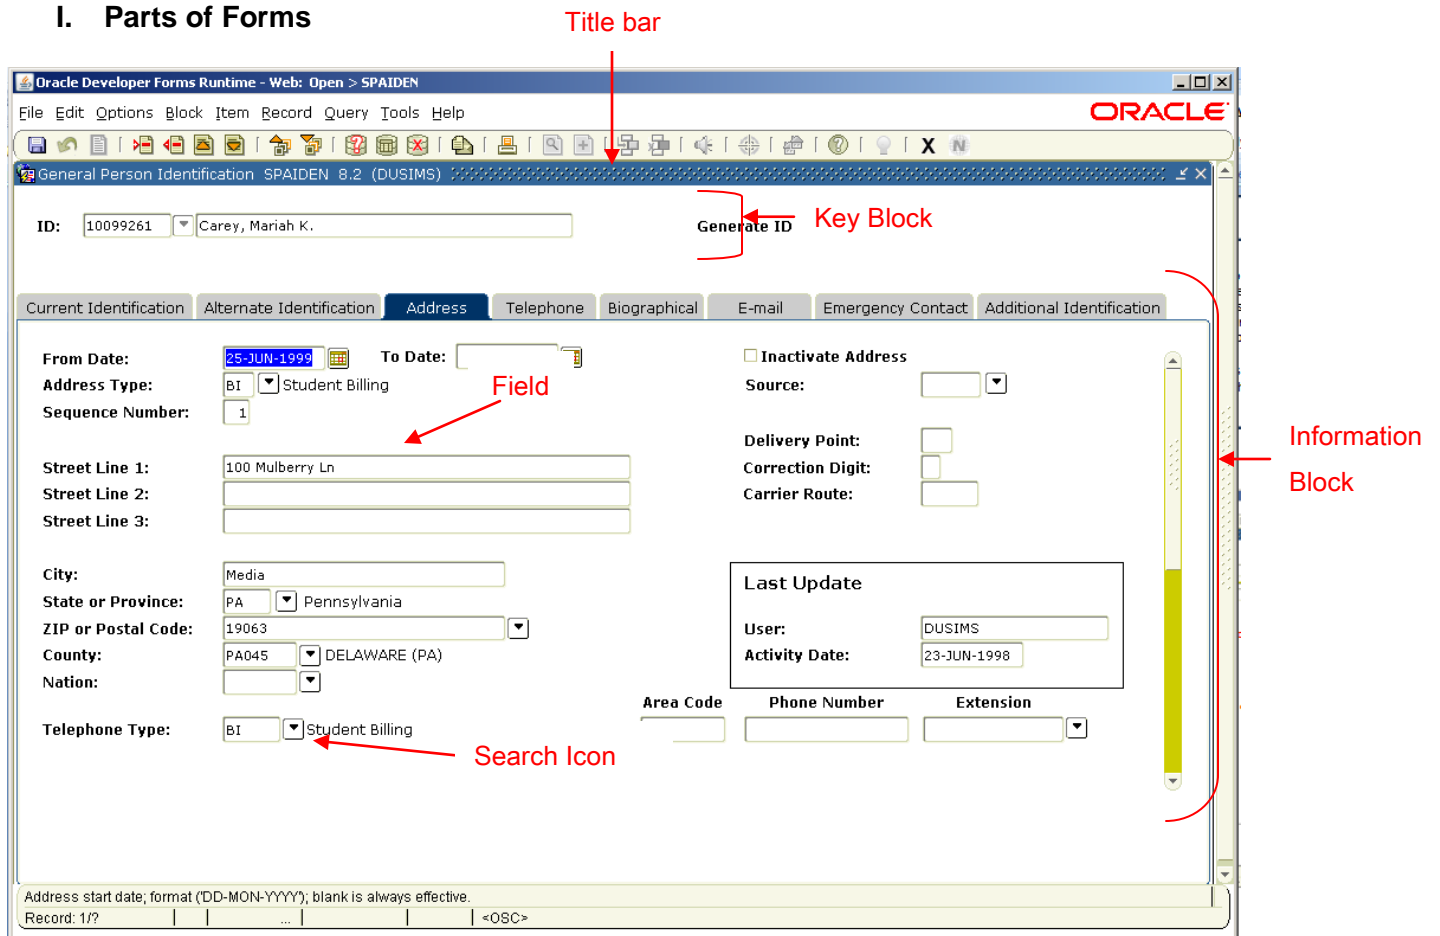 I. Parts of Forms
Title bar
Oracle Developer Forms Runtime - Web: Open > SPAIDEN
File Edit Options Block Item Record Query Tools Help
ORACLE
X N
General Person Identification SPAIDEN 8.2 (DUSIMS)
ID: 10099261 Carey, Mariah K. Generate ID
Key Block
Current Identification Alternate Identification Address Telephone Biographical E-mail Emergency Contact Additional Identification
From Date: 25-JUN-1999 To Date: Inactivate Address
Address Type: BI Student Billing Source:
Field
Sequence Number: 1
Delivery Point:
Information
Block
Street Line 1: 100 Mulberry Ln Correction Digit:
Street Line 2: Carrier Route:
Street Line 3:
City: Media
Last Update
State or Province: PA Pennsylvania
ZIP or Postal Code: 19063 User: DUSIMS
County: PA045 DELAWARE (PA) Activity Date: 23-JUN-1998
Nation:
Area Code Phone Number Extension
Telephone Type: BI Student Billing
Search Icon
Address start date; format ('DD-MON-YYYY'); blank is always effective.
Record: 1/? ... <OSC>